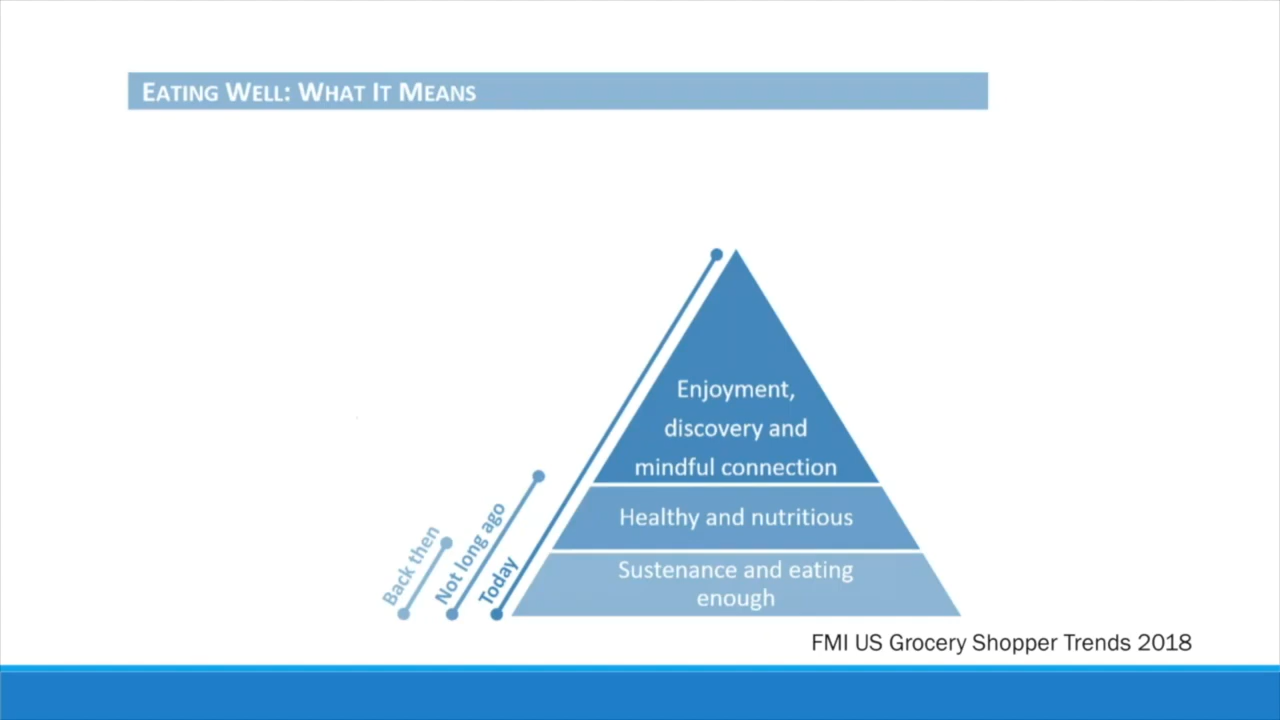 EATING WELL: WHAT IT MEANS
Enjoyment,
discovery and
mindful connection
Healthy and nutritious
Sustenance and eating
enough
Back then
Not long ago
Today
FMI US Grocery Shopper Trends 2018